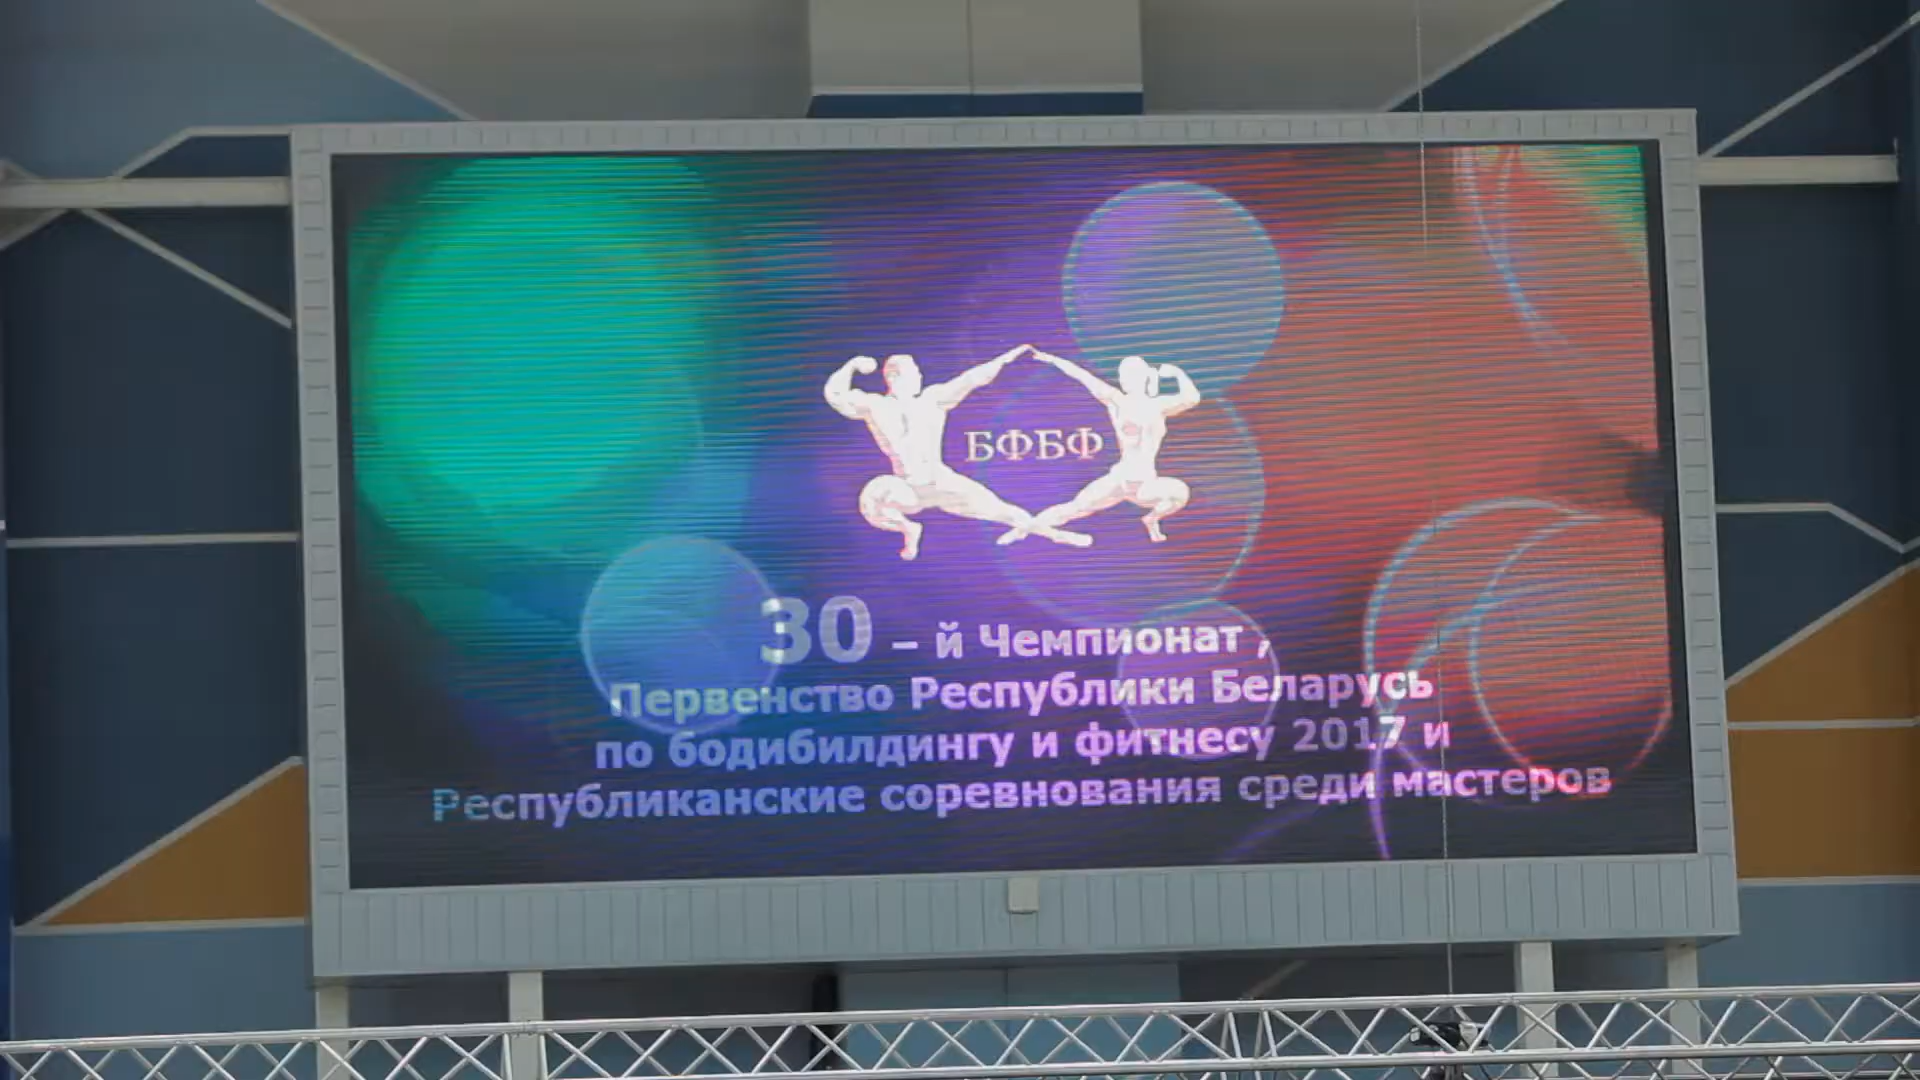 БФБФ
30 – й Чемпионат ,
Первенство Республики Беларусь
по бодибилдингу и фитнесу 2017 и
Республиканские соревнования среди мастеров